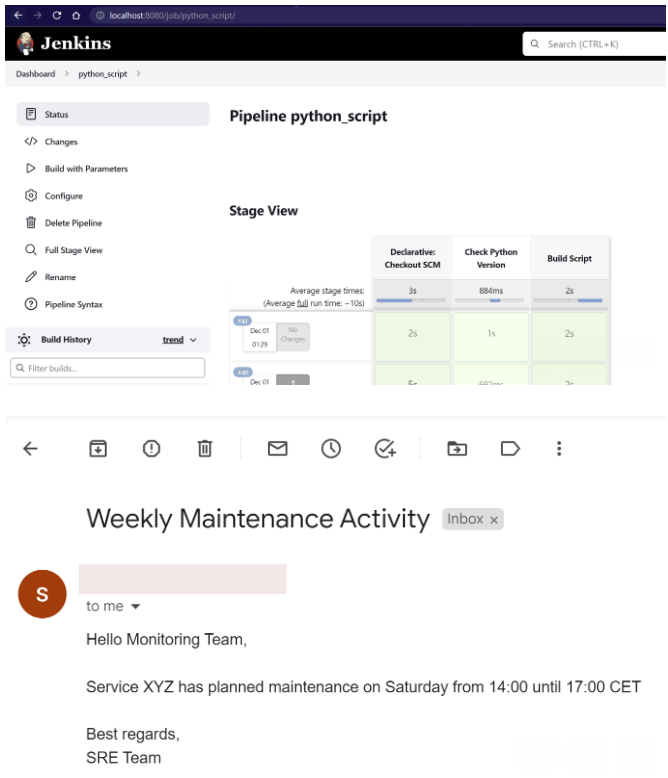 localhost:8080/job/python_script/
Jenkins
Search (CTRL+K)
Dashboard > python_script >
Status
Changes
Build with Parameters
Configure
Delete Pipeline
Full Stage View
Rename
Pipeline Syntax
Build History trend
Filter builds...
Pipeline python_script
Stage View
Declarative: Check Python Build Script
Checkout SCM Version
Average stage times: 3s 884ms 2s
(Average full run time: ~10s)
Dec 01 No
01:29 Changes 2s 1s 2s
Dec 01 1 5s 697ms 2s
Weekly Maintenance Activity Inbox x
S
to me
Hello Monitoring Team,
Service XYZ has planned maintenance on Saturday from 14:00 until 17:00 CET
Best regards,
SRE Team